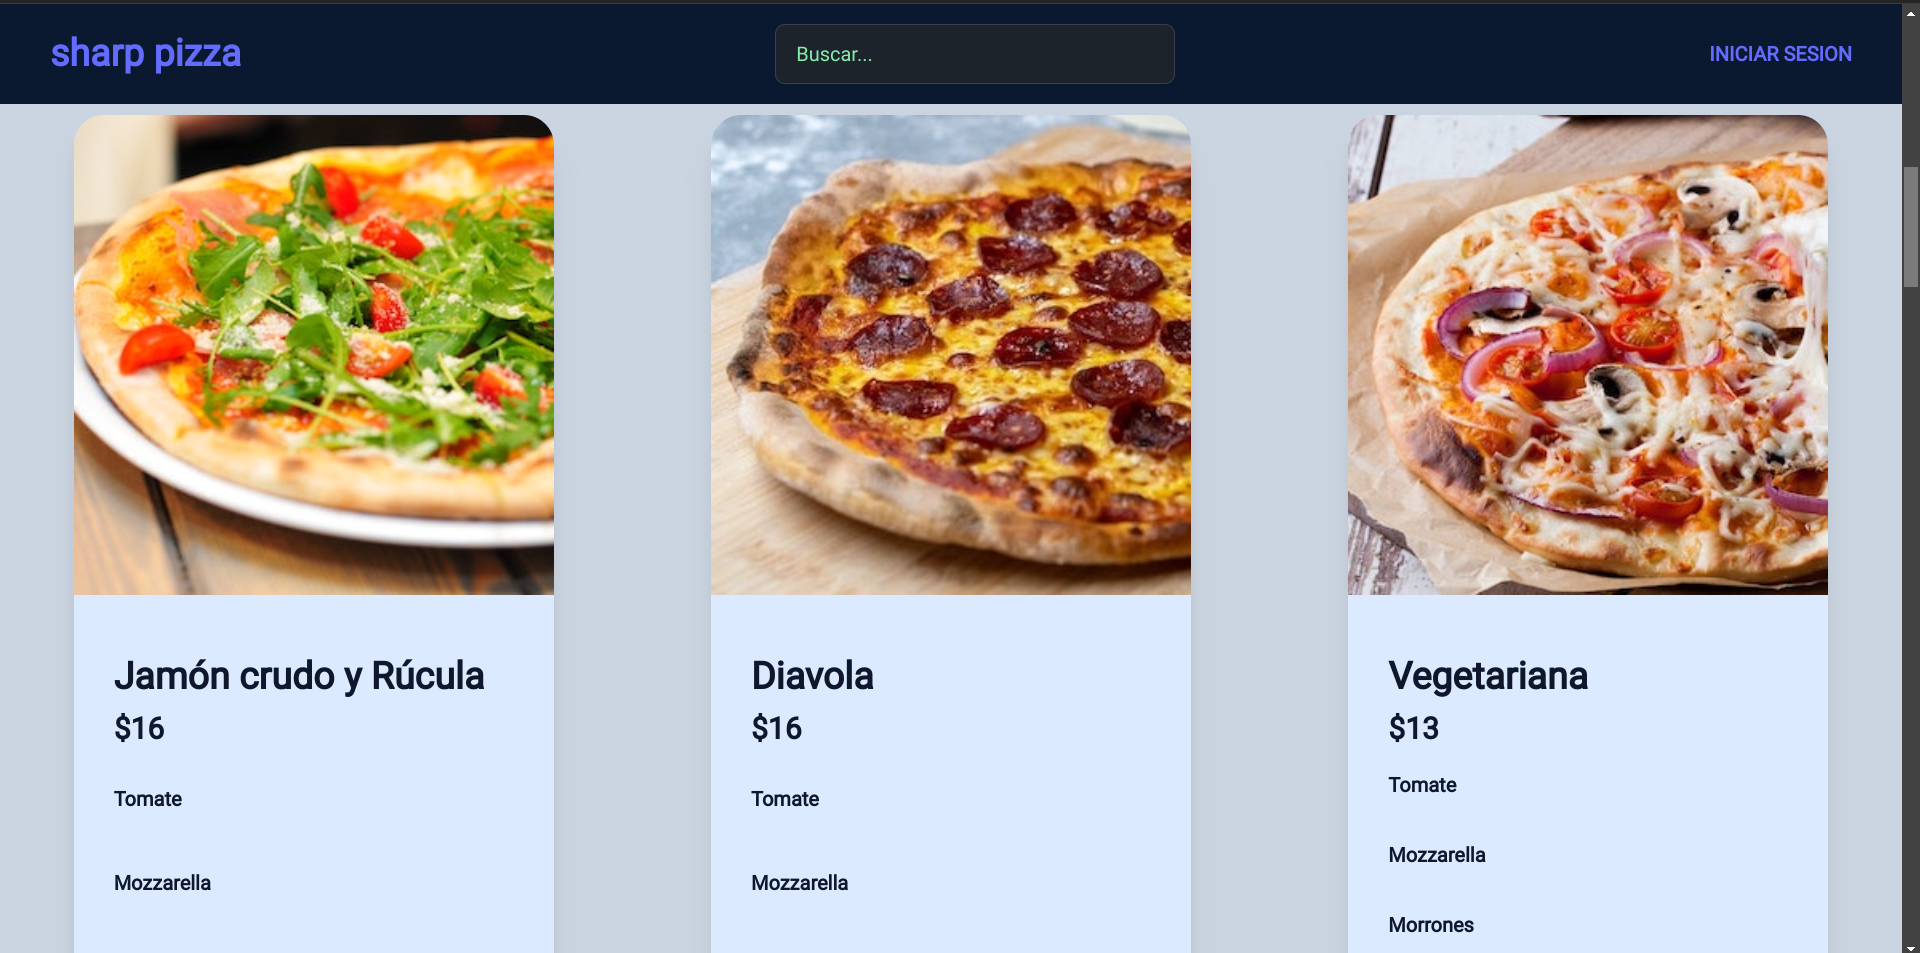 sharp pizza
Buscar...
INICIAR SESION
Jamón crudo y Rúcula
$16
Tomate
Mozzarella
Diavola
$16
Tomate
Mozzarella
Vegetariana
$13
Tomate
Mozzarella
Morrones